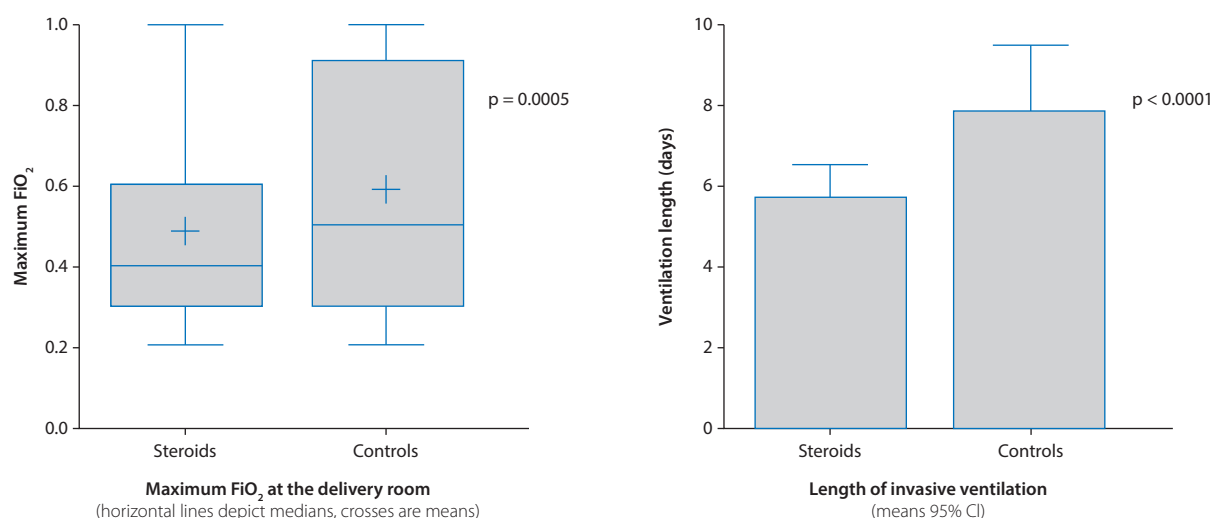 Maximum FiO₂
1.0
0.8
0.6
0.4
0.2
0.0
p = 0.0005
Steroids
Controls
Maximum FiO₂ at the delivery room
(horizontal lines depict medians, crosses are means)
Ventilation length (days)
10
8
6
4
2
0
p < 0.0001
Steroids
Controls
Length of invasive ventilation
(means 95% CI)